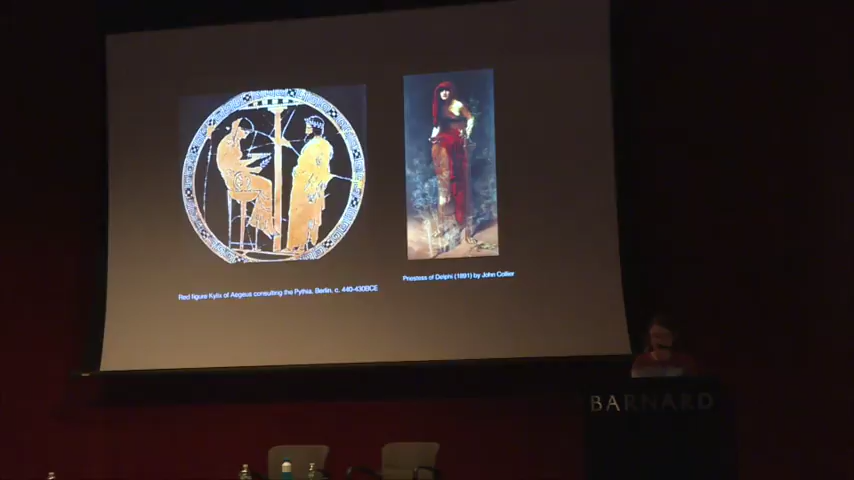 Red figure Kylix of Aegeus consulting the Pythia. Berlin, c. 440-430BCE
Priestess of Delphi (1891) by John Collier
BARNARD